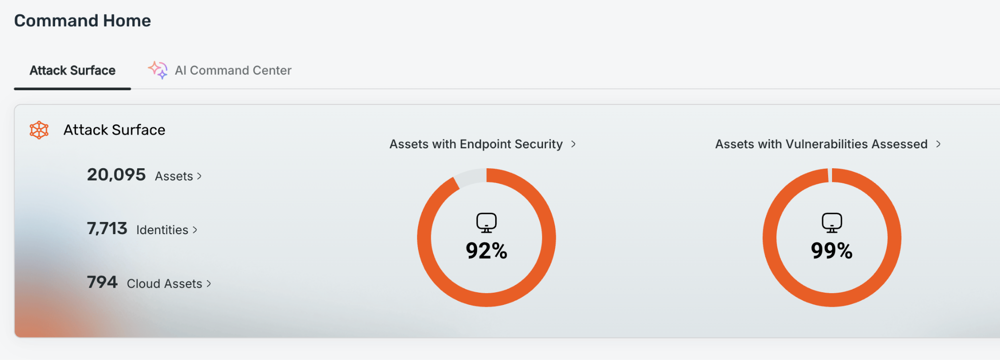 Command Home
Attack Surface
AI Command Center
Attack Surface
20,095 Assets
7,713 Identities
794 Cloud Assets
Assets with Endpoint Security
92%
Assets with Vulnerabilities Assessed
99%